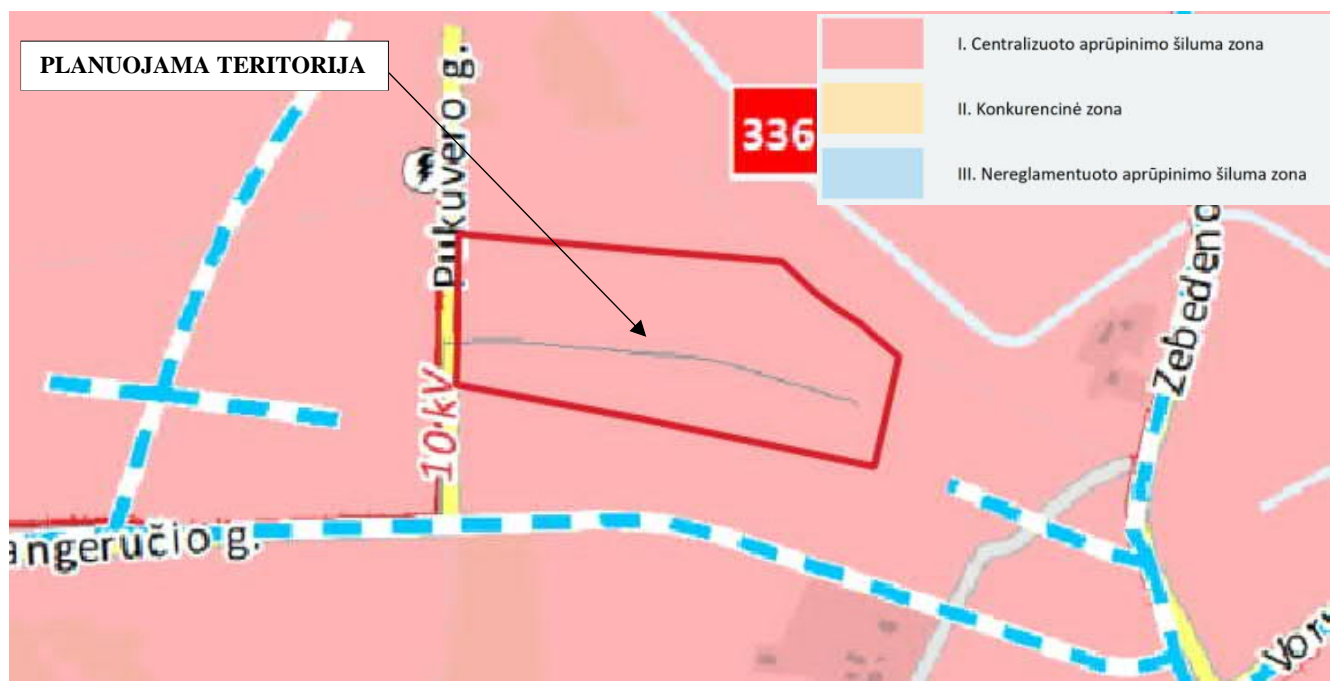 PLANUOJAMA TERITORIJA
I. Centralizuoto aprūpinimo šiluma zona
II. Konkurencinė zona
III. Nereglamentuoto aprūpinimo šiluma zona
336
Pukuvero g.
10 kV
angeručio g.